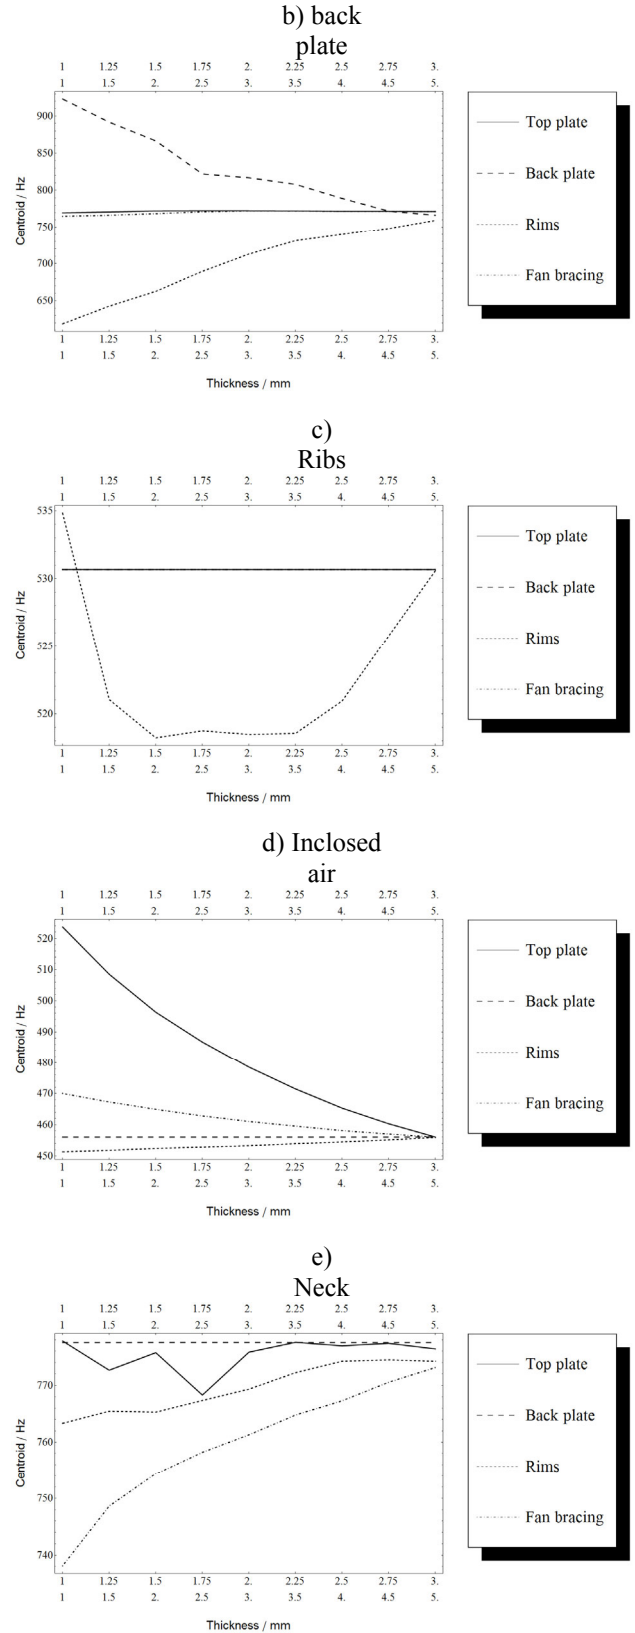 b) back
plate
1 1.25 1.5 1.75 2. 2.25 2.5 2.75 3.
1 1.5 2. 2.5 3. 3.5 4. 4.5 5.
900
850
800
750
700
650
Centroid / Hz
1 1.25 1.5 1.75 2. 2.25 2.5 2.75 3.
1 1.5 2. 2.5 3. 3.5 4. 4.5 5.
Thickness / mm
Top plate
Back plate
Rims
Fan bracing
c)
Ribs
1 1.25 1.5 1.75 2. 2.25 2.5 2.75 3.
1 1.5 2. 2.5 3. 3.5 4. 4.5 5.
535
530
525
520
Centroid / Hz
1 1.25 1.5 1.75 2. 2.25 2.5 2.75 3.
1 1.5 2. 2.5 3. 3.5 4. 4.5 5.
Thickness / mm
Top plate
Back plate
Rims
Fan bracing
d) Inclosed
air
1 1.25 1.5 1.75 2. 2.25 2.5 2.75 3.
1 1.5 2. 2.5 3. 3.5 4. 4.5 5.
520
510
500
490
480
470
460
450
Centroid / Hz
1 1.25 1.5 1.75 2. 2.25 2.5 2.75 3.
1 1.5 2. 2.5 3. 3.5 4. 4.5 5.
Thickness / mm
Top plate
Back plate
Rims
Fan bracing
e)
Neck
1 1.25 1.5 1.75 2. 2.25 2.5 2.75 3.
1 1.5 2. 2.5 3. 3.5 4. 4.5 5.
770
760
750
740
Centroid / Hz
1 1.25 1.5 1.75 2. 2.25 2.5 2.75 3.
1 1.5 2. 2.5 3. 3.5 4. 4.5 5.
Thickness / mm
Top plate
Back plate
Rims
Fan bracing